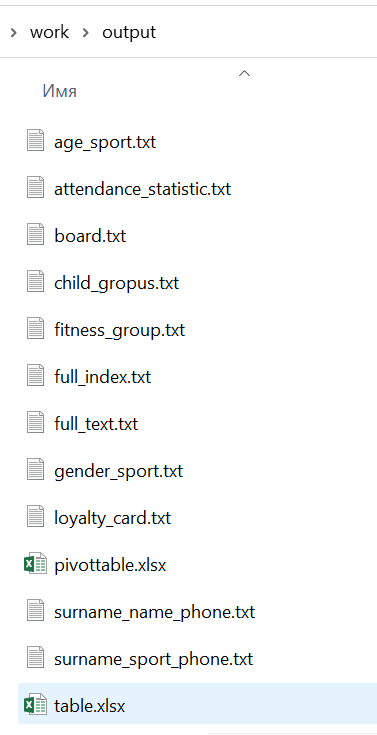 work output
Имя
age_sport.txt
attendance_statistic.txt
board.txt
child_gropus.txt
fitness_group.txt
full_index.txt
full_text.txt
gender_sport.txt
loyalty_card.txt
pivottable.xlsx
surname_name_phone.txt
surname_sport_phone.txt
table.xlsx